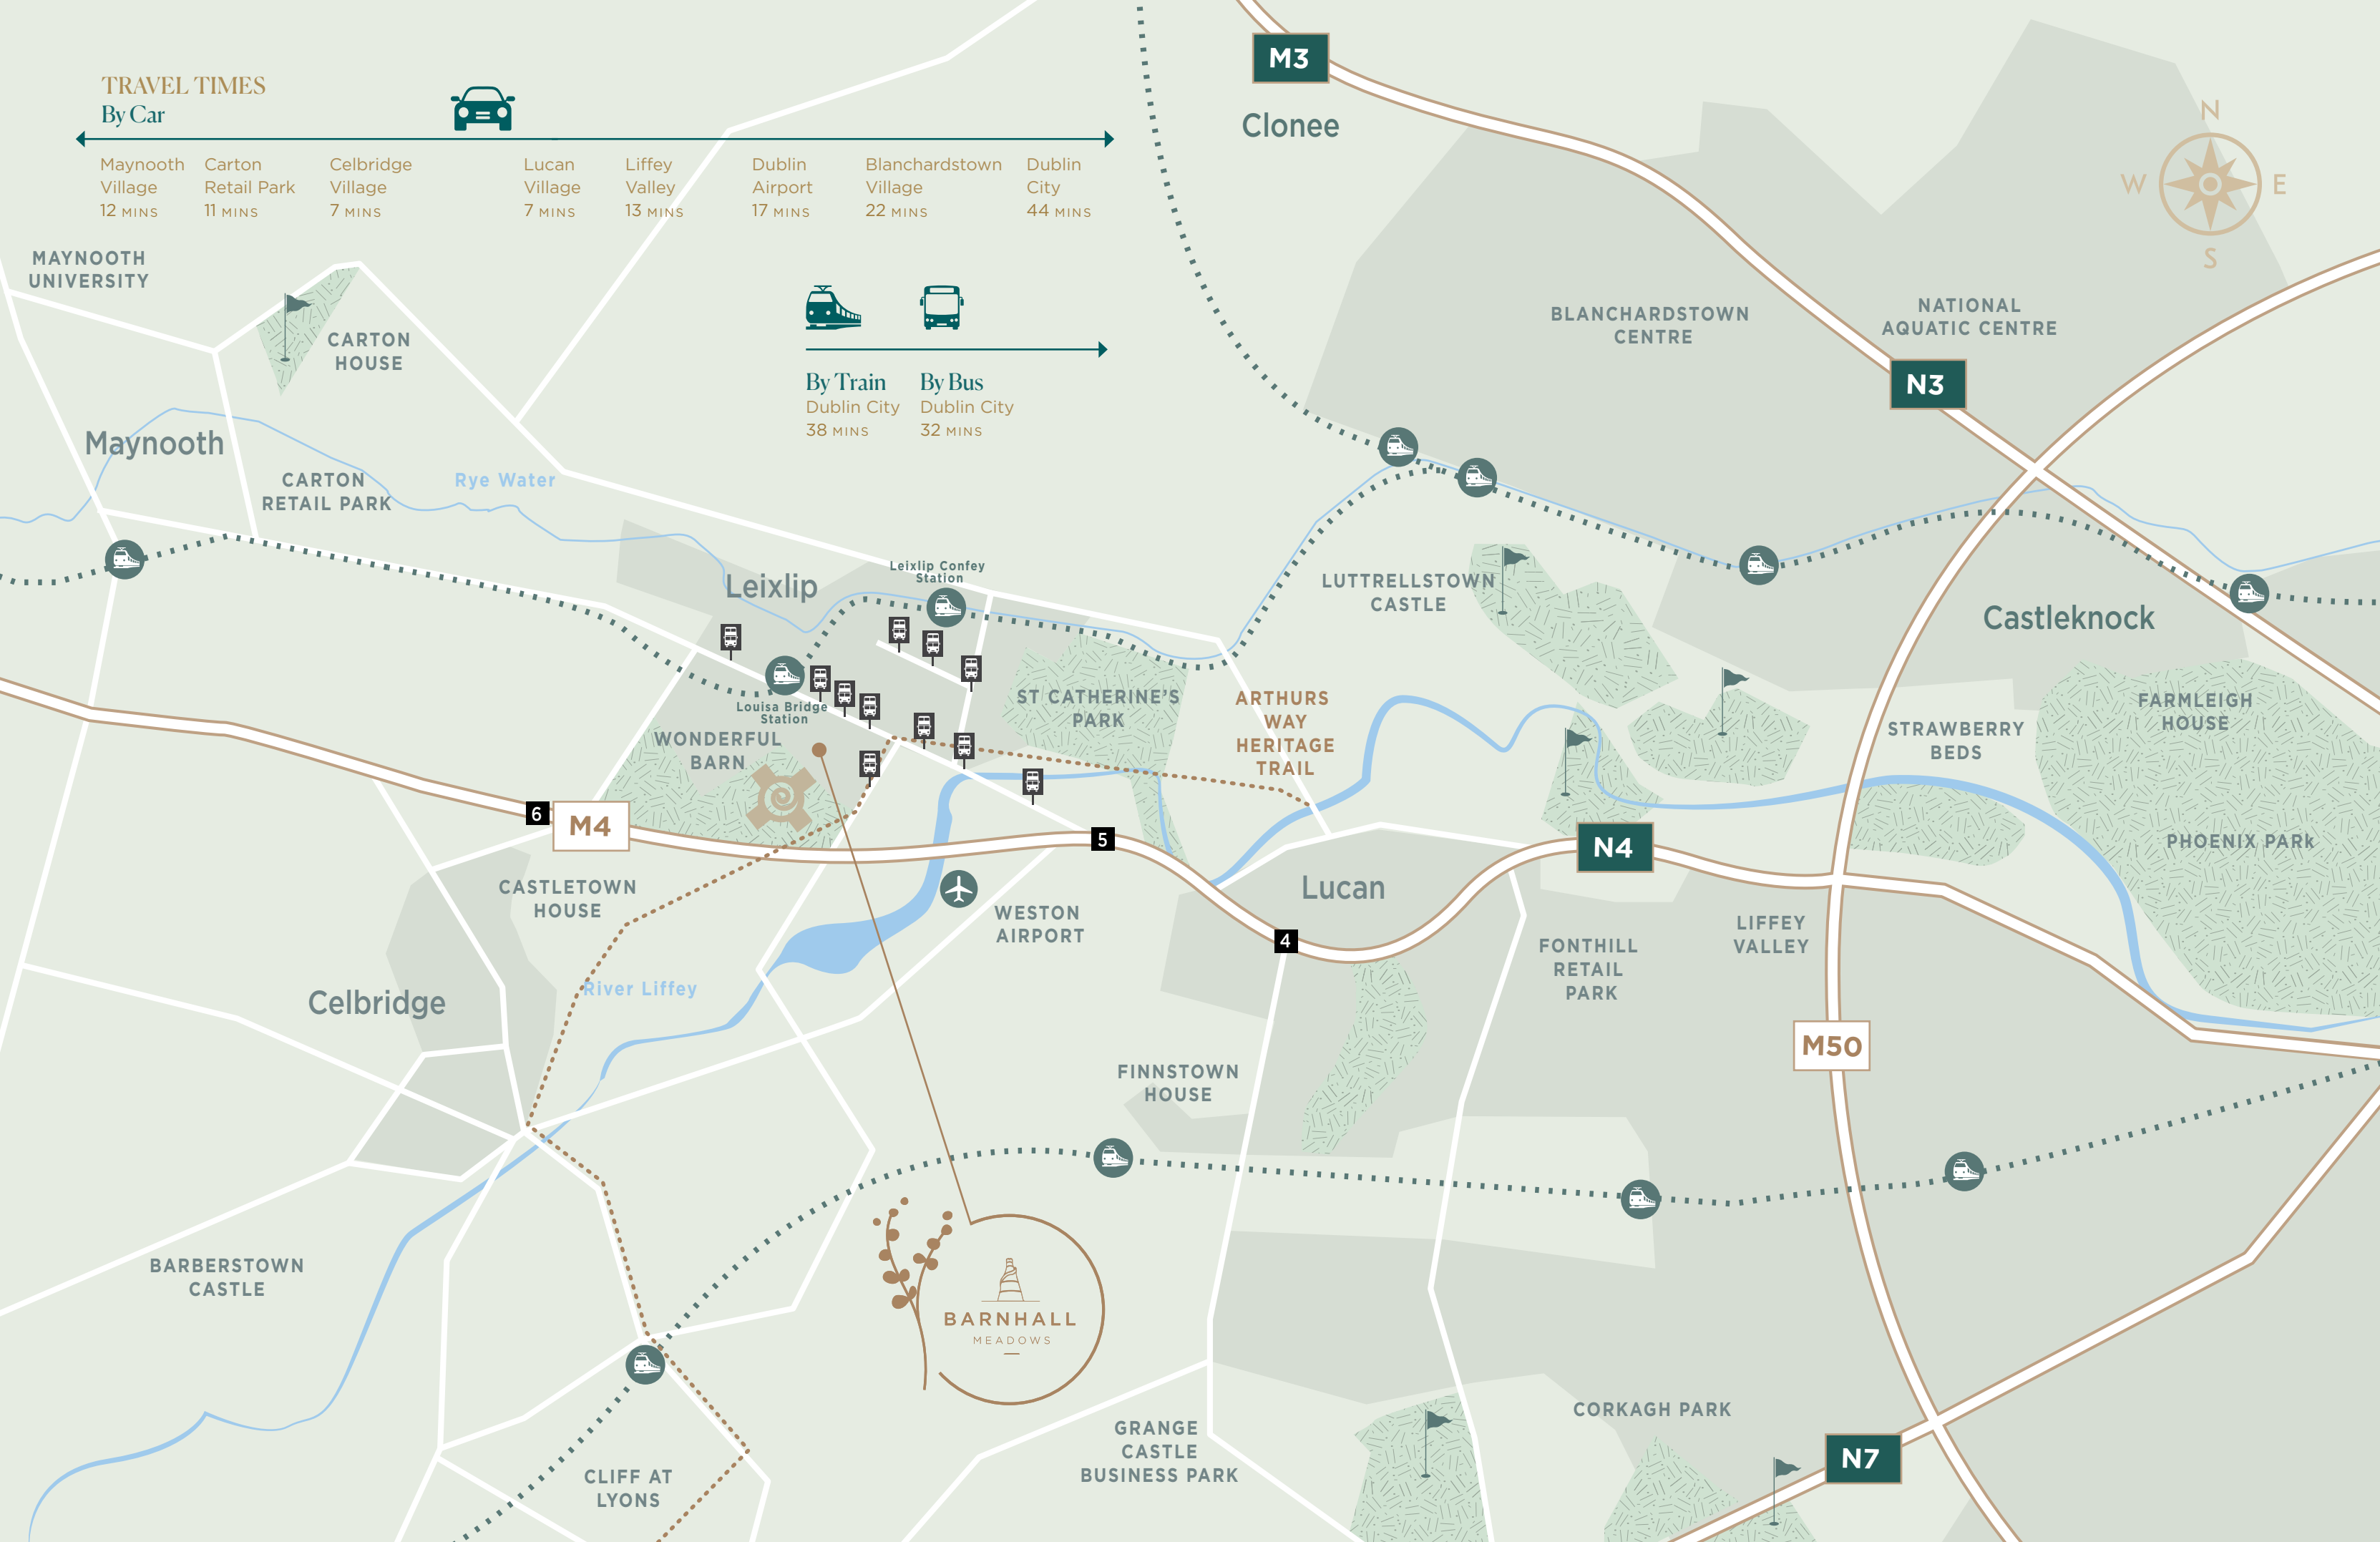 M3
Clonee
TRAVEL TIMES
By Car
Maynooth Village 12 MINS
Carton Retail Park 11 MINS
Celbridge Village 7 MINS
Lucan Village 7 MINS
Liffey Valley 13 MINS
Dublin Airport 17 MINS
Blanchardstown Village 22 MINS
Dublin City 44 MINS
N
W
E
S
MAYNOOTH
UNIVERSITY
CARTON
HOUSE
By Train
Dublin City
38 MINS
By Bus
Dublin City
32 MINS
BLANCHARDSTOWN
CENTRE
NATIONAL
AQUATIC CENTRE
N3
Maynooth
CARTON
RETAIL PARK
Rye Water
Leixlip
Leixlip Confey
Station
LUTTRELLSTOWN
CASTLE
Castleknock
Louisa Bridge
Station
WONDERFUL
BARN
ST CATHERINE'S
PARK
ARTHURS
WAY
HERITAGE
TRAIL
STRAWBERRY
BEDS
FARMLEIGH
HOUSE
PHOENIX PARk
6
M4
5
N4
CASTLETOWN
HOUSE
WESTON
AIRPORT
Lucan
4
FONTHILL
RETAIL
PARK
LIFFEY
VALLEY
Celbridge
River Liffey
M50
FINNSTOWN
HOUSE
BARBERSTOWN
CASTLE
BARNHALL
MEADOWS
CORKAGH PARK
GRANGE
CASTLE
BUSINESS PARK
N7
CLIFF AT
LYONS